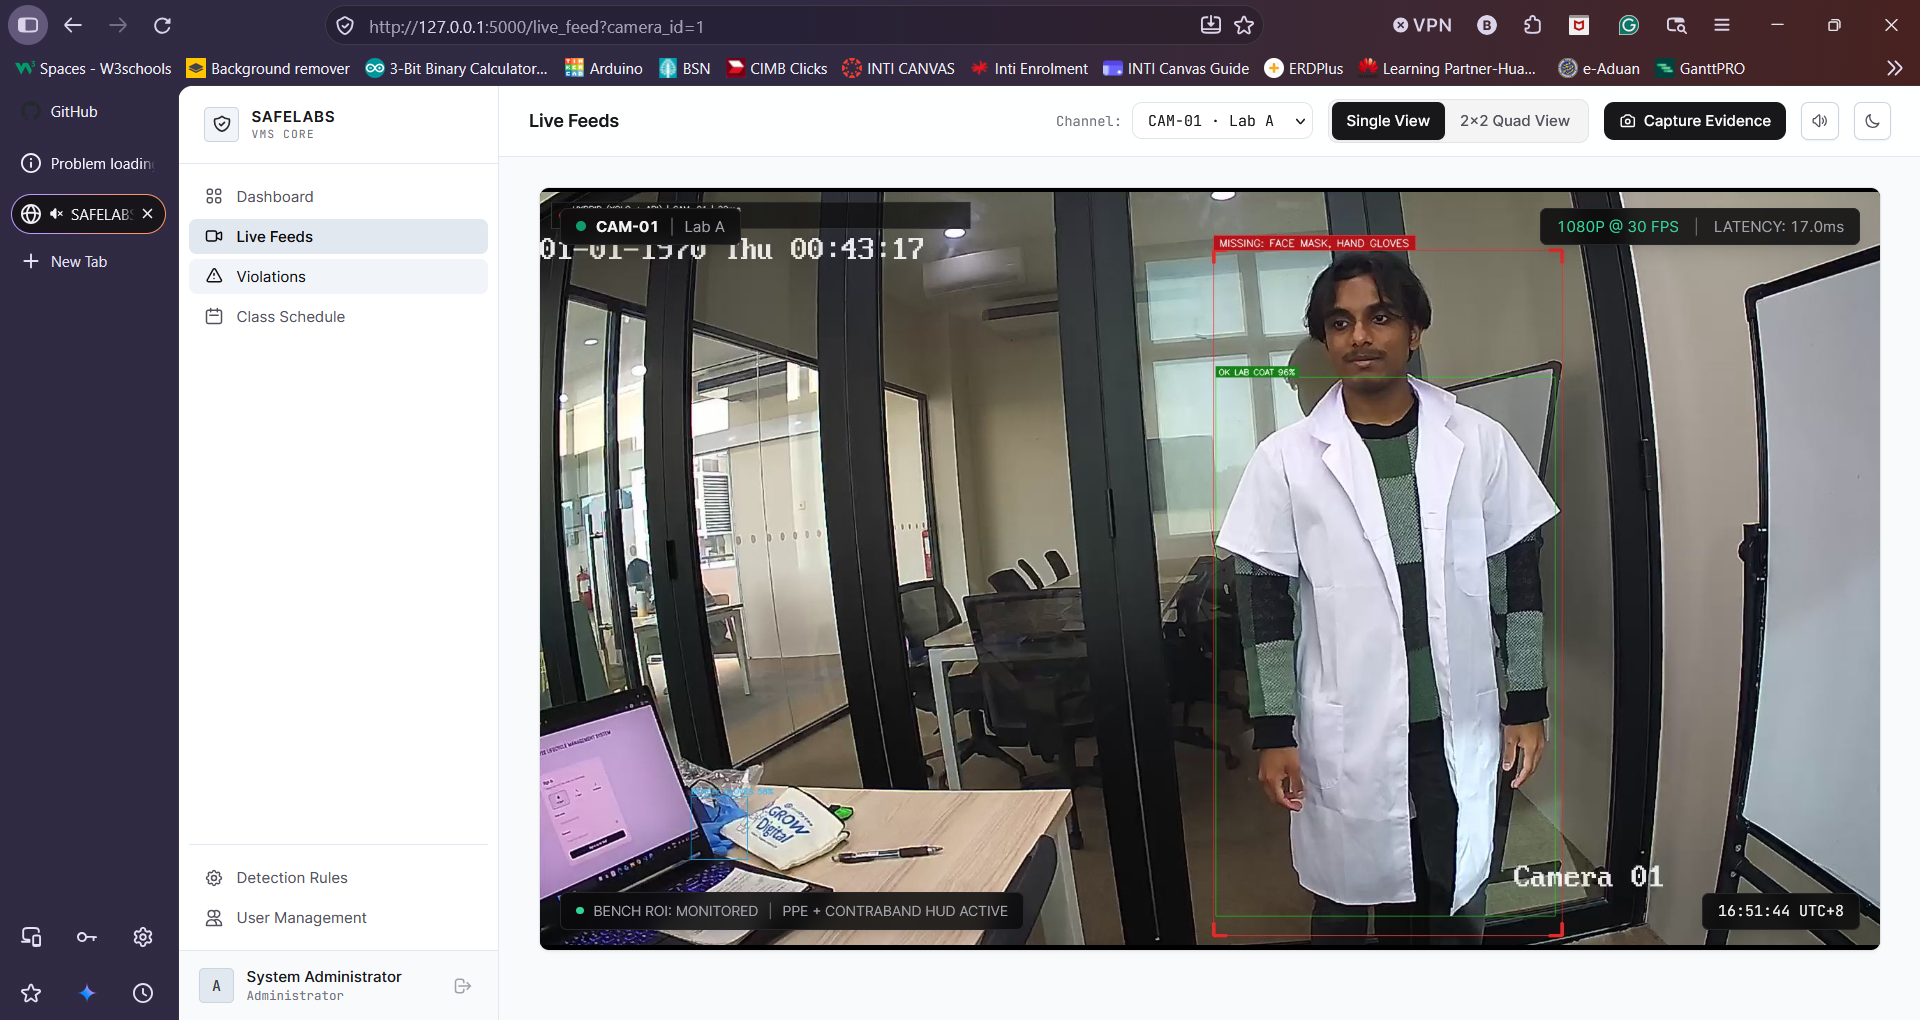 http://127.0.0.1:5000/live_feed?camera_id=1
VPN
Spaces - W3schools
Background remover
3-Bit Binary Calculator...
Arduino
BSN
CIMB Clicks
INTI CANVAS
Inti Enrolment
INTI Canvas Guide
ERDPlus
Learning Partner-Hua...
e-Aduan
GanttPRO
GitHub
Problem loadin
SAFELABS
New Tab
SAFELABS
VMS CORE
Dashboard
Live Feeds
Violations
Class Schedule
Detection Rules
User Management
A
System Administrator
Administrator
Live Feeds
Channel:
CAM-01 · Lab A
Single View
2×2 Quad View
Capture Evidence
CAM-01 | Lab A
01-01-1970 Thu 00:43:17
1080P @ 30 FPS | LATENCY: 17.0ms
MISSING: FACE MASK, HAND GLOVES
OK LAB COAT 96%
GROW
Digital
Camera 01
BENCH ROI: MONITORED | PPE + CONTRABAND HUD ACTIVE
16:51:44 UTC+8